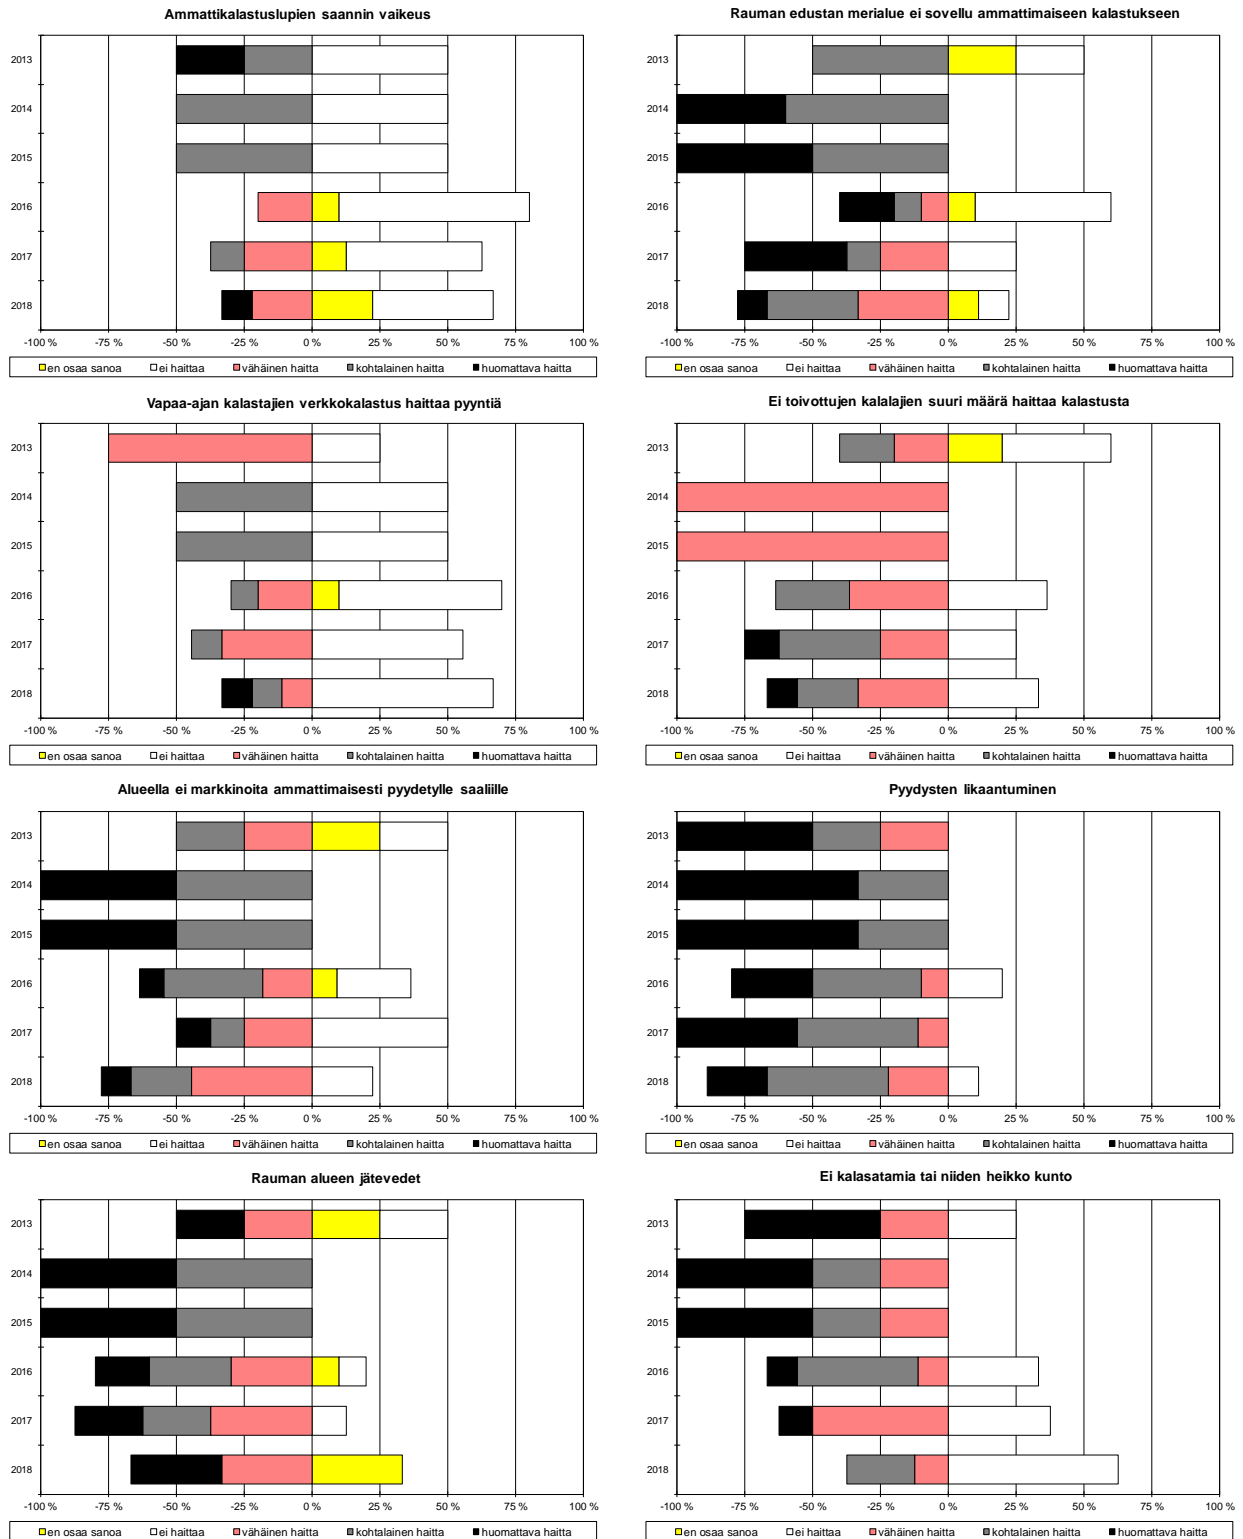 Ammattikalastuslupien saannin vaikeus
2013
2014
2015
2016
2017
2018
-100 % -75 % -50 % -25 % 0 % 25 % 50 % 75 % 100 %
en osaa sanoa ei haittaa vähäinen haitta kohtalainen haitta huomattava haitta
Rauman edustan merialue ei sovellu ammattimaiseen kalastukseen
2013
2014
2015
2016
2017
2018
-100 % -75 % -50 % -25 % 0 % 25 % 50 % 75 % 100 %
en osaa sanoa ei haittaa vähäinen haitta kohtalainen haitta huomattava haitta
Vapaa-ajan kalastajien verkkokalastus haittaa pyyntiä
2013
2014
2015
2016
2017
2018
-100 % -75 % -50 % -25 % 0 % 25 % 50 % 75 % 100 %
en osaa sanoa ei haittaa vähäinen haitta kohtalainen haitta huomattava haitta
Ei toivottujen kalalajien suuri määrä haittaa kalastusta
2013
2014
2015
2016
2017
2018
-100 % -75 % -50 % -25 % 0 % 25 % 50 % 75 % 100 %
en osaa sanoa ei haittaa vähäinen haitta kohtalainen haitta huomattava haitta
Alueella ei markkinoita ammattimaisesti pyydetylle saaliille
2013
2014
2015
2016
2017
2018
-100 % -75 % -50 % -25 % 0 % 25 % 50 % 75 % 100 %
en osaa sanoa ei haittaa vähäinen haitta kohtalainen haitta huomattava haitta
Pyydysten likaantuminen
2013
2014
2015
2016
2017
2018
-100 % -75 % -50 % -25 % 0 % 25 % 50 % 75 % 100 %
en osaa sanoa ei haittaa vähäinen haitta kohtalainen haitta huomattava haitta
Rauman alueen jätevedet
2013
2014
2015
2016
2017
2018
-100 % -75 % -50 % -25 % 0 % 25 % 50 % 75 % 100 %
en osaa sanoa ei haittaa vähäinen haitta kohtalainen haitta huomattava haitta
Ei kalasatamia tai niiden heikko kunto
2013
2014
2015
2016
2017
2018
-100 % -75 % -50 % -25 % 0 % 25 % 50 % 75 % 100 %
en osaa sanoa ei haittaa vähäinen haitta kohtalainen haitta huomattava haitta